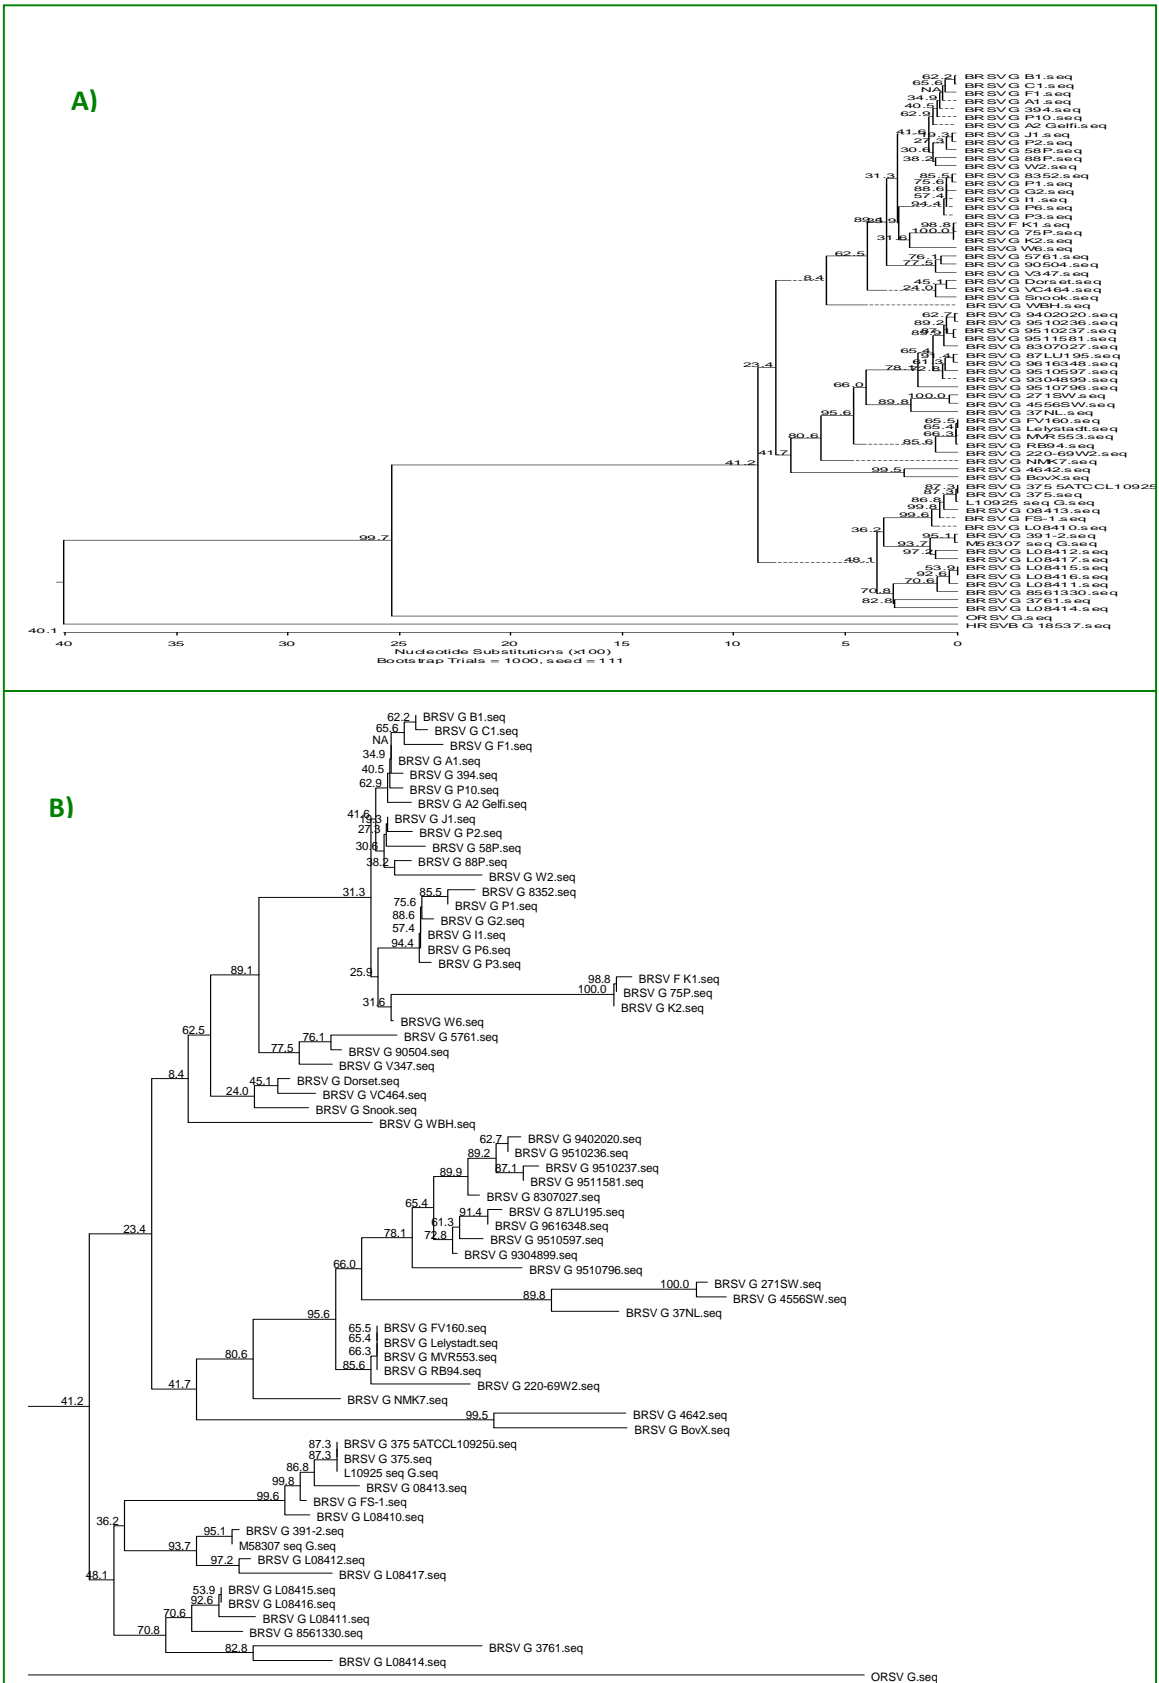 A)
62.2 BRSV G B1.seq
65.6 BRSV G C1.seq
NA BRSV G F1.seq
34.9 BRSV G A1.seq
40.5 BRSV G 394.seq
62.9 BRSV G P10.seq
BRSV G A2 Gelfi.seq
41.6 19.3 BRSV G J1.seq
27.3 BRSV G P2.seq
30.6 BRSV G 58P.seq
38.2 BRSV G 88P.seq
BRSV G W2.seq
31.3 85.5 BRSV G 8352.seq
75.6 BRSV G P1.seq
88.6 BRSV G G2.seq
57.4 BRSV G I1.seq
94.4 BRSV G P6.seq
BRSV G P3.seq
89.1 25.9 98.8 BRSV F K1.seq
100.0 BRSV G 75P.seq
31.6 BRSV G K2.seq
BRSVG W6.seq
62.5 76.1 BRSV G 5761.seq
77.5 BRSV G 90504.seq
BRSV G V347.seq
8.4 45.1 BRSV G Dorset.seq
24.0 BRSV G VC464.seq
BRSV G Snook.seq
BRSV G WBH.seq
62.7 BRSV G 9402020.seq
89.2 BRSV G 9510236.seq
89.9 87.1 BRSV G 9510237.seq
BRSV G 9511581.seq
65.4 BRSV G 8307027.seq
91.4 BRSV G 87LU195.seq
23.4 61.3 BRSV G 9616348.seq
78.1 72.8 BRSV G 9510597.seq
BRSV G 9304899.seq
66.0 BRSV G 9510796.seq
100.0 BRSV G 271SW.seq
89.8 BRSV G 4556SW.seq
95.6 BRSV G 37NL.seq
65.5 BRSV G FV160.seq
65.4 BRSV G Lelystadt.seq
80.6 66.3 BRSV G MVR553.seq
85.6 BRSV G RB94.seq
41.7 BRSV G 220-69W2.seq
41.2 BRSV G NMK7.seq
99.5 BRSV G 4642.seq
BRSV G BovX.seq
87.3 BRSV G 375 5ATCCL10925
87.3 BRSV G 375.seq
86.8 L10925 seq G.seq
99.8 BRSV G 08413.seq
99.6 BRSV G FS-1.seq
36.2 BRSV G L08410.seq
99.7 95.1 BRSV G 391-2.seq
93.7 M58307 seq G.seq
97.2 BRSV G L08412.seq
48.1 BRSV G L08417.seq
53.9 BRSV G L08415.seq
92.6 BRSV G L08416.seq
70.6 BRSV G L08411.seq
70.8 BRSV G 8561330.seq
82.8 BRSV G 3761.seq
BRSV G L08414.seq
ORSV G.seq
HRSVB G 18537.seq
40.1
40 35 30 25 20 15 10 5 0
Nucleotide Substitutions (x100)
Bootstrap Trials = 1000, seed = 111
B)
62.2 BRSV G B1.seq
65.6 BRSV G C1.seq
NA BRSV G F1.seq
34.9 BRSV G A1.seq
40.5 BRSV G 394.seq
62.9 BRSV G P10.seq
BRSV G A2 Gelfi.seq
41.6 19.3 BRSV G J1.seq
27.3 BRSV G P2.seq
30.6 BRSV G 58P.seq
38.2 BRSV G 88P.seq
BRSV G W2.seq
31.3 85.5 BRSV G 8352.seq
75.6 BRSV G P1.seq
88.6 BRSV G G2.seq
57.4 BRSV G I1.seq
94.4 BRSV G P6.seq
BRSV G P3.seq
89.1 25.9 98.8 BRSV F K1.seq
100.0 BRSV G 75P.seq
31.6 BRSV G K2.seq
BRSVG W6.seq
62.5 76.1 BRSV G 5761.seq
77.5 BRSV G 90504.seq
BRSV G V347.seq
8.4 45.1 BRSV G Dorset.seq
24.0 BRSV G VC464.seq
BRSV G Snook.seq
BRSV G WBH.seq
62.7 BRSV G 9402020.seq
89.2 BRSV G 9510236.seq
89.9 87.1 BRSV G 9510237.seq
BRSV G 9511581.seq
65.4 BRSV G 8307027.seq
91.4 BRSV G 87LU195.seq
23.4 61.3 BRSV G 9616348.seq
78.1 72.8 BRSV G 9510597.seq
BRSV G 9304899.seq
66.0 BRSV G 9510796.seq
100.0 BRSV G 271SW.seq
89.8 BRSV G 4556SW.seq
95.6 BRSV G 37NL.seq
65.5 BRSV G FV160.seq
65.4 BRSV G Lelystadt.seq
80.6 66.3 BRSV G MVR553.seq
85.6 BRSV G RB94.seq
41.7 BRSV G 220-69W2.seq
41.2 BRSV G NMK7.seq
99.5 BRSV G 4642.seq
BRSV G BovX.seq
87.3 BRSV G 375 5ATCCL10925ü.seq
87.3 BRSV G 375.seq
86.8 L10925 seq G.seq
99.8 BRSV G 08413.seq
99.6 BRSV G FS-1.seq
36.2 BRSV G L08410.seq
95.1 BRSV G 391-2.seq
93.7 M58307 seq G.seq
97.2 BRSV G L08412.seq
48.1 BRSV G L08417.seq
53.9 BRSV G L08415.seq
92.6 BRSV G L08416.seq
70.6 BRSV G L08411.seq
70.8 BRSV G 8561330.seq
82.8 BRSV G 3761.seq
BRSV G L08414.seq
ORSV G.seq